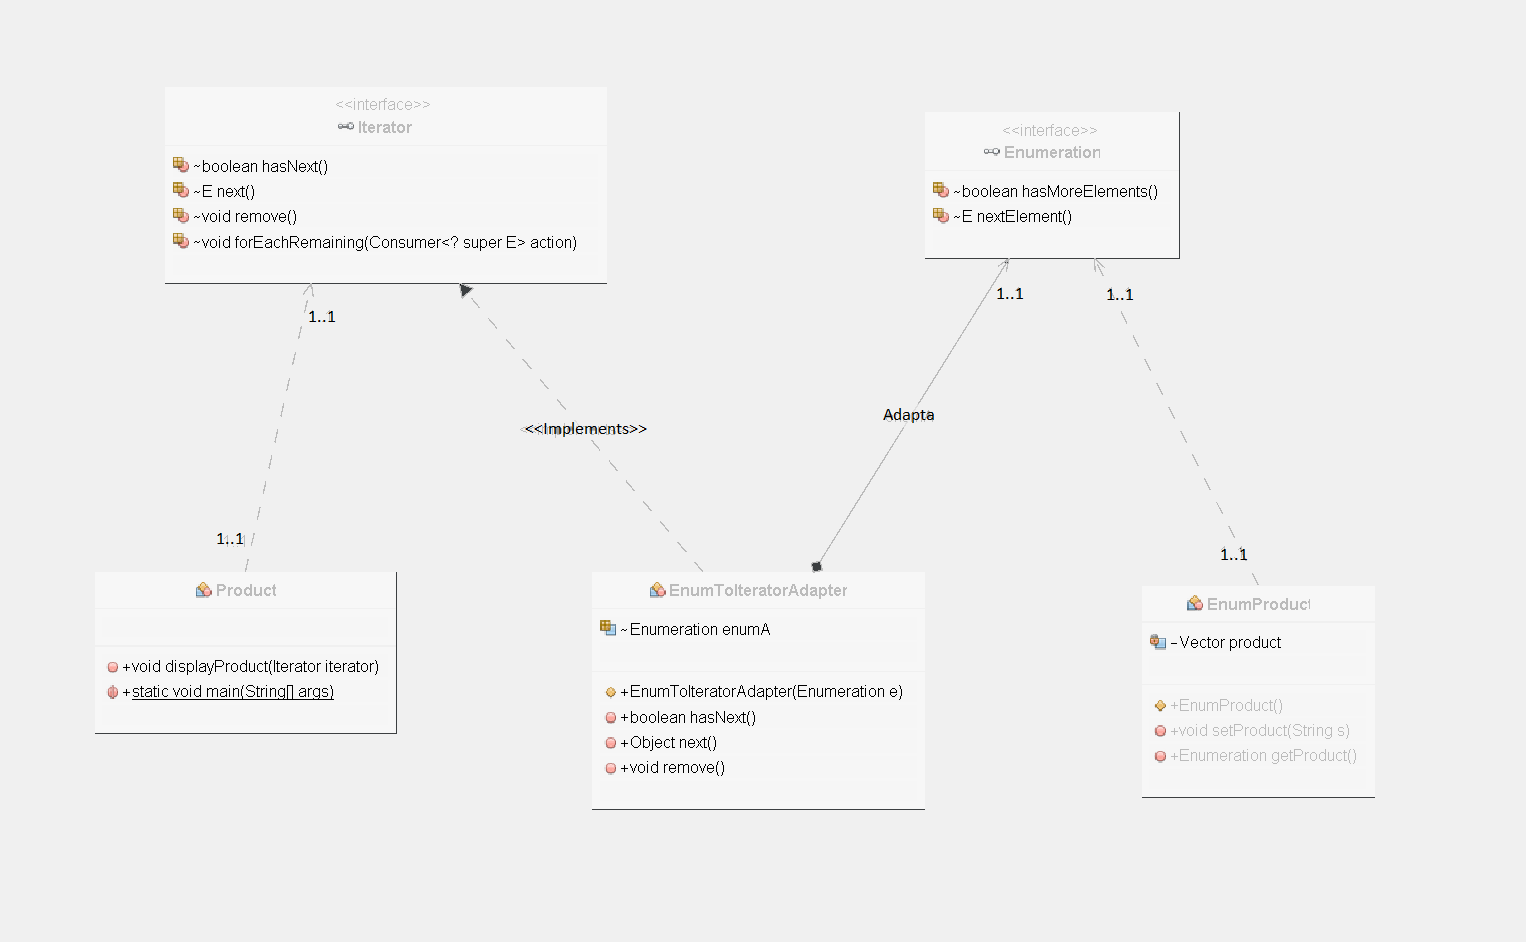 <<interface>>
Iterator
~boolean hasNext()
~E next()
~void remove()
~void forEachRemaining(Consumer<? super E> action)
<<interface>>
Enumeration
~boolean hasMoreElements()
~E nextElement()
1..1
1..1
1..1
Adapta
<<Implements>>
1..1
1..1
Product
+void displayProduct(Iterator iterator)
+static void main(String[] args)
EnumToIteratorAdapter
~Enumeration enumA
+EnumToIteratorAdapter(Enumeration e)
+boolean hasNext()
+Object next()
+void remove()
EnumProduct
-Vector product
+EnumProduct()
+void setProduct(String s)
+Enumeration getProduct()